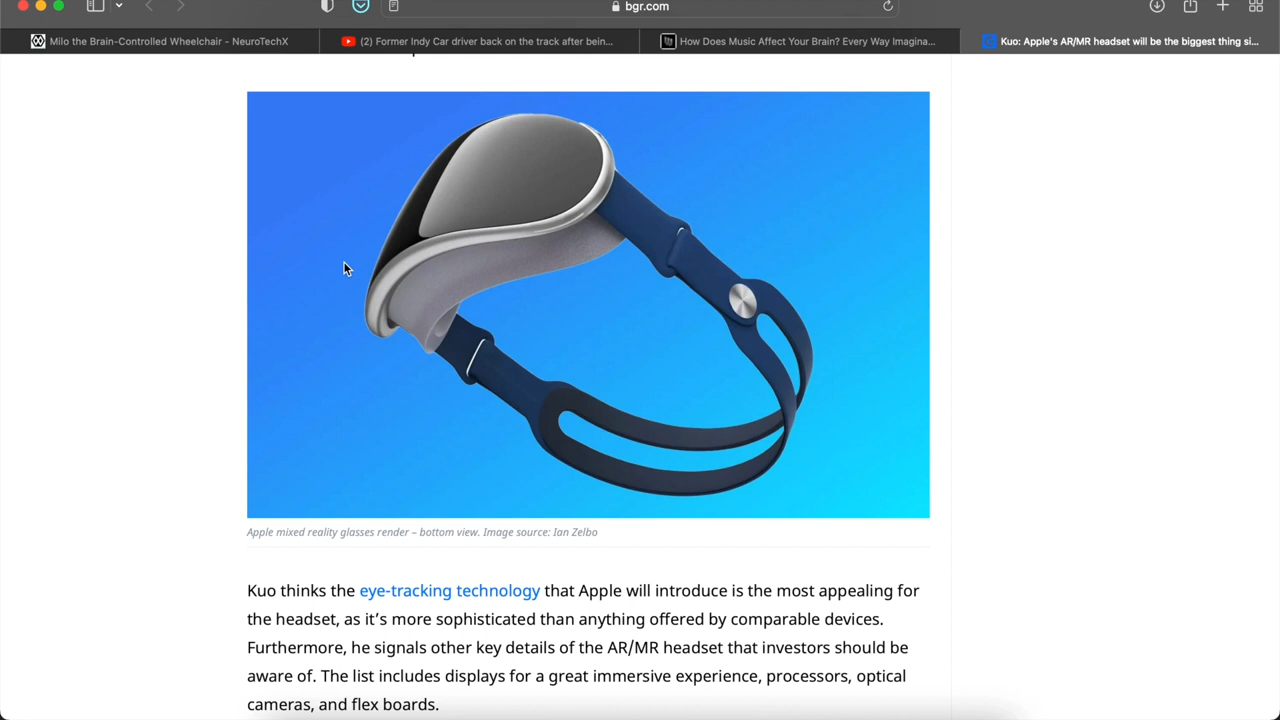 bgr.com
Milo the Brain-Controlled Wheelchair - NeuroTechX
(2) Former Indy Car driver back on the track after bein...
How Does Music Affect Your Brain? Every Way Imagina...
Kuo: Apple's AR/MR headset will be the biggest thing si...
Apple mixed reality glasses render – bottom view. Image source: Ian Zelbo
Kuo thinks the eye-tracking technology that Apple will introduce is the most appealing for
the headset, as it’s more sophisticated than anything offered by comparable devices.
Furthermore, he signals other key details of the AR/MR headset that investors should be
aware of. The list includes displays for a great immersive experience, processors, optical
cameras, and flex boards.